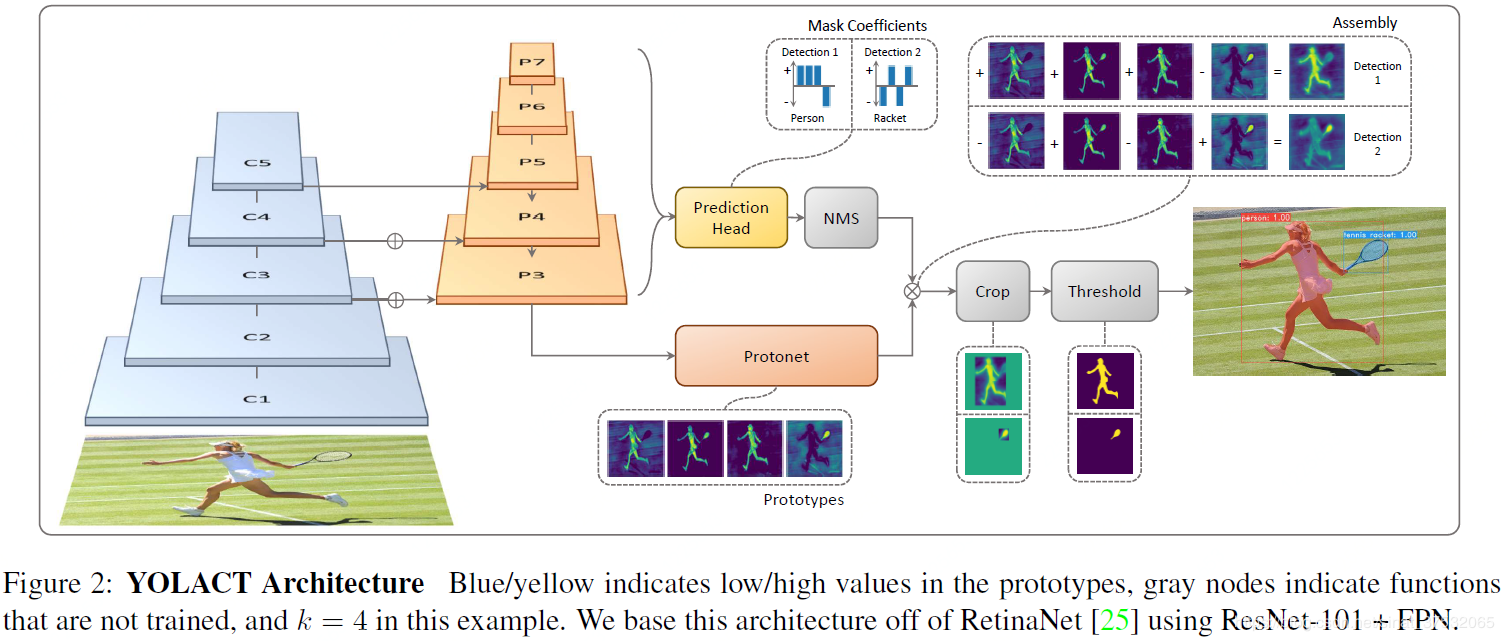 Mask Coefficients
Detection 1
+
-
Person
Detection 2
+
-
Racket
Assembly
+ + + - = Detection 1
- + - + = Detection 2
P7
P6
P5
P4
P3
C5
C4
C3
C2
C1
Prediction Head
NMS
Protonet
Prototypes
Crop
Threshold
person: 1.00
tennis racket: 1.00
Figure 2: YOLACT Architecture Blue/yellow indicates low/high values in the prototypes, gray nodes indicate functions
that are not trained, and k = 4 in this example. We base this architecture off of RetinaNet [25] using ResNet-101 + FPN.